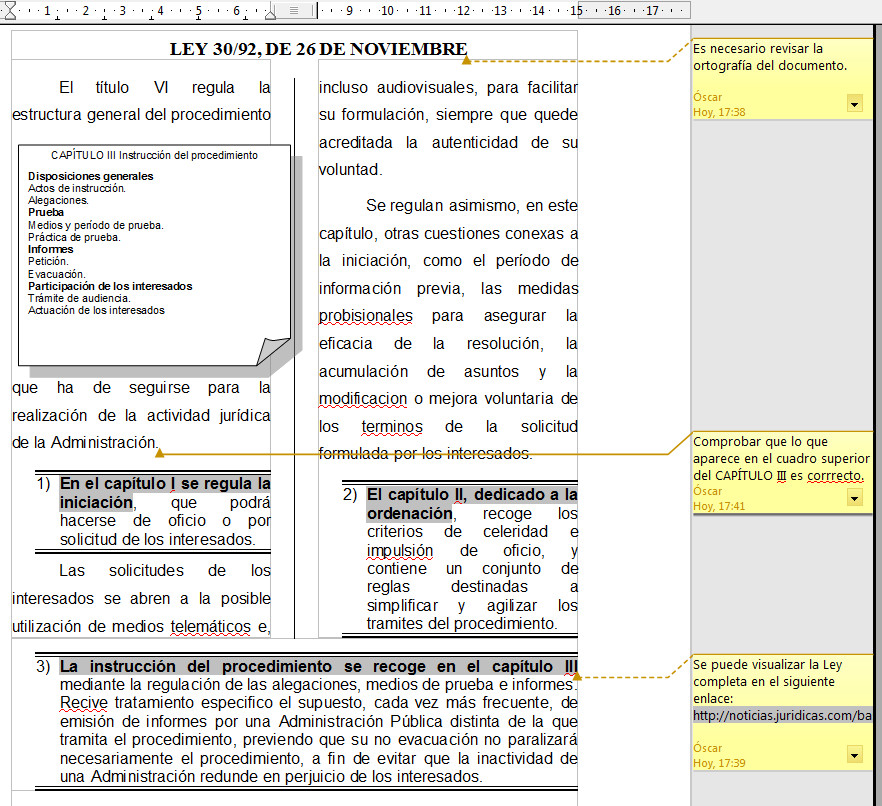 1 2 3 4 5 6 9 10 11 12 13 14 15 16 17
LEY 30/92, DE 26 DE NOVIEMBRE
El título VI regula la
estructura general del procedimiento
CAPÍTULO III Instrucción del procedimiento
Disposiciones generales
Actos de instrucción.
Alegaciones.
Prueba
Medios y período de prueba.
Práctica de prueba.
Informes
Petición.
Evacuación.
Participación de los interesados
Trámite de audiencia.
Actuación de los interesados
que ha de seguirse para la
realización de la actividad jurídica
de la Administración.
1) En el capítulo I se regula la
iniciación, que podrá
hacerse de oficio o por
solicitud de los interesados.
Las solicitudes de los
interesados se abren a la posible
utilización de medios telemáticos e,
incluso audiovisuales, para facilitar
su formulación, siempre que quede
acreditada la autenticidad de su
voluntad.
Se regulan asimismo, en este
capítulo, otras cuestiones conexas a
la iniciación, como el período de
información previa, las medidas
probisionales para asegurar la
eficacia de la resolución, la
acumulación de asuntos y la
modificacion o mejora voluntaria de
los terminos de la solicitud
formulada por los interesados.
2) El capítulo II, dedicado a la
ordenación, recoge los
criterios de celeridad e
impulsión de oficio, y
contiene un conjunto de
reglas destinadas a
simplificar y agilizar los
tramites del procedimiento.
3) La instrucción del procedimiento se recoge en el capítulo III
mediante la regulación de las alegaciones, medios de prueba e informes.
Recive tratamiento especifico el supuesto, cada vez más frecuente, de
emisión de informes por una Administración Pública distinta de la que
tramita el procedimiento, previendo que su no evacuación no paralizará
necesariamente el procedimiento, a fin de evitar que la inactividad de
una Administración redunde en perjuicio de los interesados.
Es necesario revisar la
ortografía del documento.
Óscar
Hoy, 17:38
Comprobar que lo que
aparece en el cuadro superior
del CAPÍTULO III es corrrecto.
Óscar
Hoy, 17:41
Se puede visualizar la Ley
completa en el siguiente
enlace:
http://noticias.juridicas.com/ba
Óscar
Hoy, 17:39